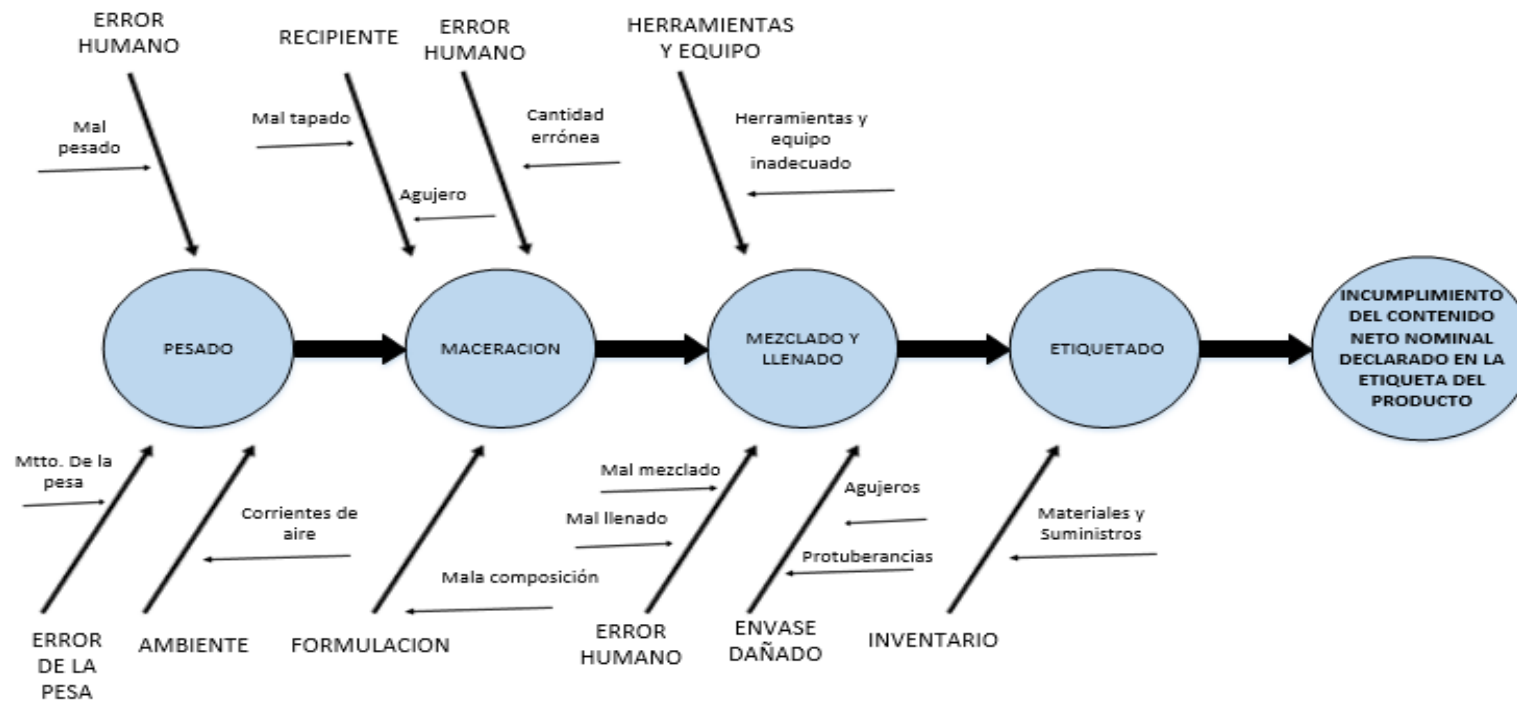 ERROR
HUMANO
RECIPIENTE
ERROR
HUMANO
HERRAMIENTAS
Y EQUIPO
Mal
pesado
Mal tapado
Agujero
Cantidad
errónea
Herramientas y
equipo
inadecuado
PESADO
MACERACION
MEZCLADO Y
LLENADO
ETIQUETADO
INCUMPLIMIENTO
DEL CONTENIDO
NETO NOMINAL
DECLARADO EN LA
ETIQUETA DEL
PRODUCTO
Mtto. De la
pesa
Corrientes de
aire
Mala composición
Mal mezclado
Mal llenado
Agujeros
Protuberancias
Materiales y
Suministros
ERROR
DE LA
PESA
AMBIENTE
FORMULACION
ERROR
HUMANO
ENVASE
DAÑADO
INVENTARIO